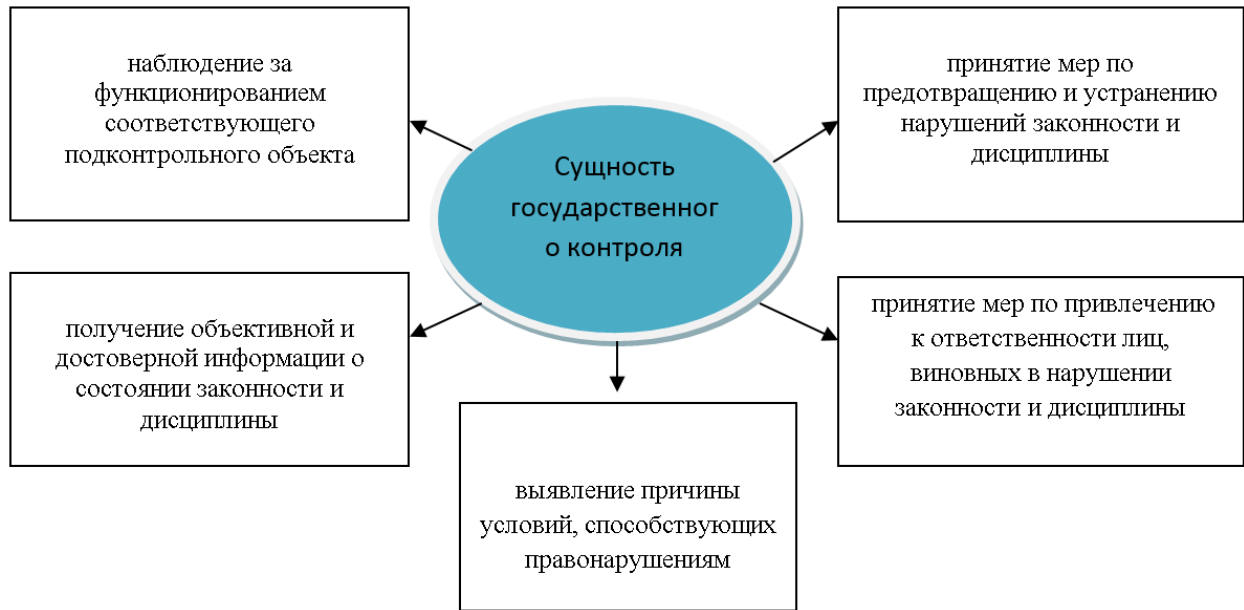 наблюдение за
функционированием
соответствующего
подконтрольного объекта
принятие мер по
предотвращению и устранению
нарушений законности и
дисциплины
Сущность
государственног
о контроля
получение объективной и
достоверной информации о
состоянии законности и
дисциплины
принятие мер по привлечению
к ответственности лиц,
виновных в нарушении
законности и дисциплины
выявление причины
условий, способствующих
правонарушениям